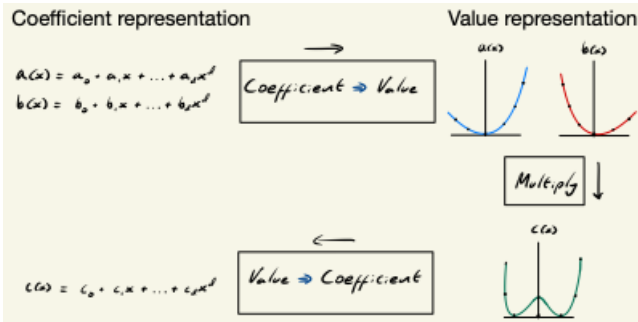 Coefficient representation
Value representation
a(x) = a₀ + a₁x + ... + a_d x^d
b(x) = b₀ + b₁x + ... + b_d x^d
Coefficient ⇒ Value
a(x)
b(x)
Multiply
c(x)
c(x) = c₀ + c₁x + ... + c_d x^d
Value ⇒ Coefficient